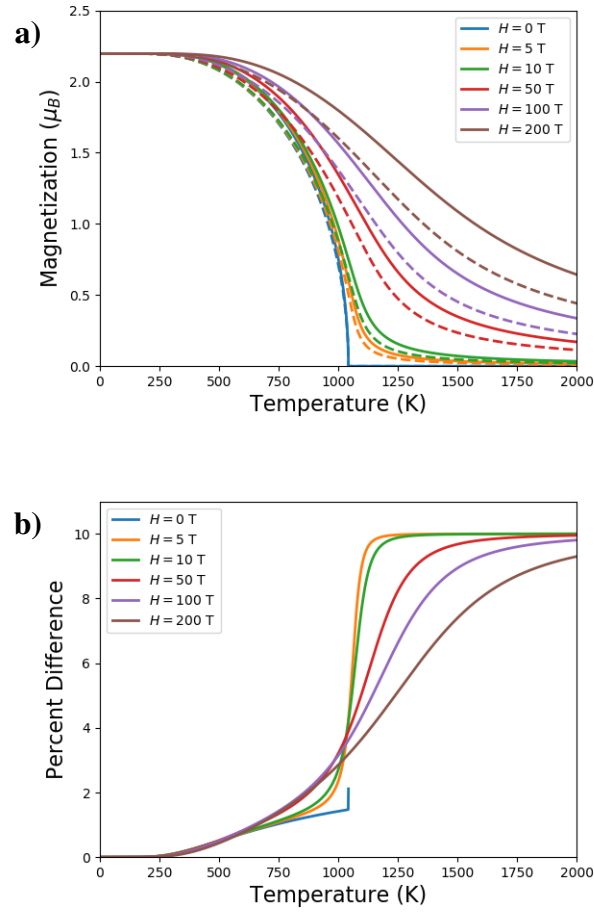 a)
2.5
2.0
1.5
1.0
0.5
0.0
Magnetization (μB)
H = 0 T
H = 5 T
H = 10 T
H = 50 T
H = 100 T
H = 200 T
0 250 500 750 1000 1250 1500 1750 2000
Temperature (K)
b)
10
8
6
4
2
0
Percent Difference
H = 0 T
H = 5 T
H = 10 T
H = 50 T
H = 100 T
H = 200 T
0 250 500 750 1000 1250 1500 1750 2000
Temperature (K)